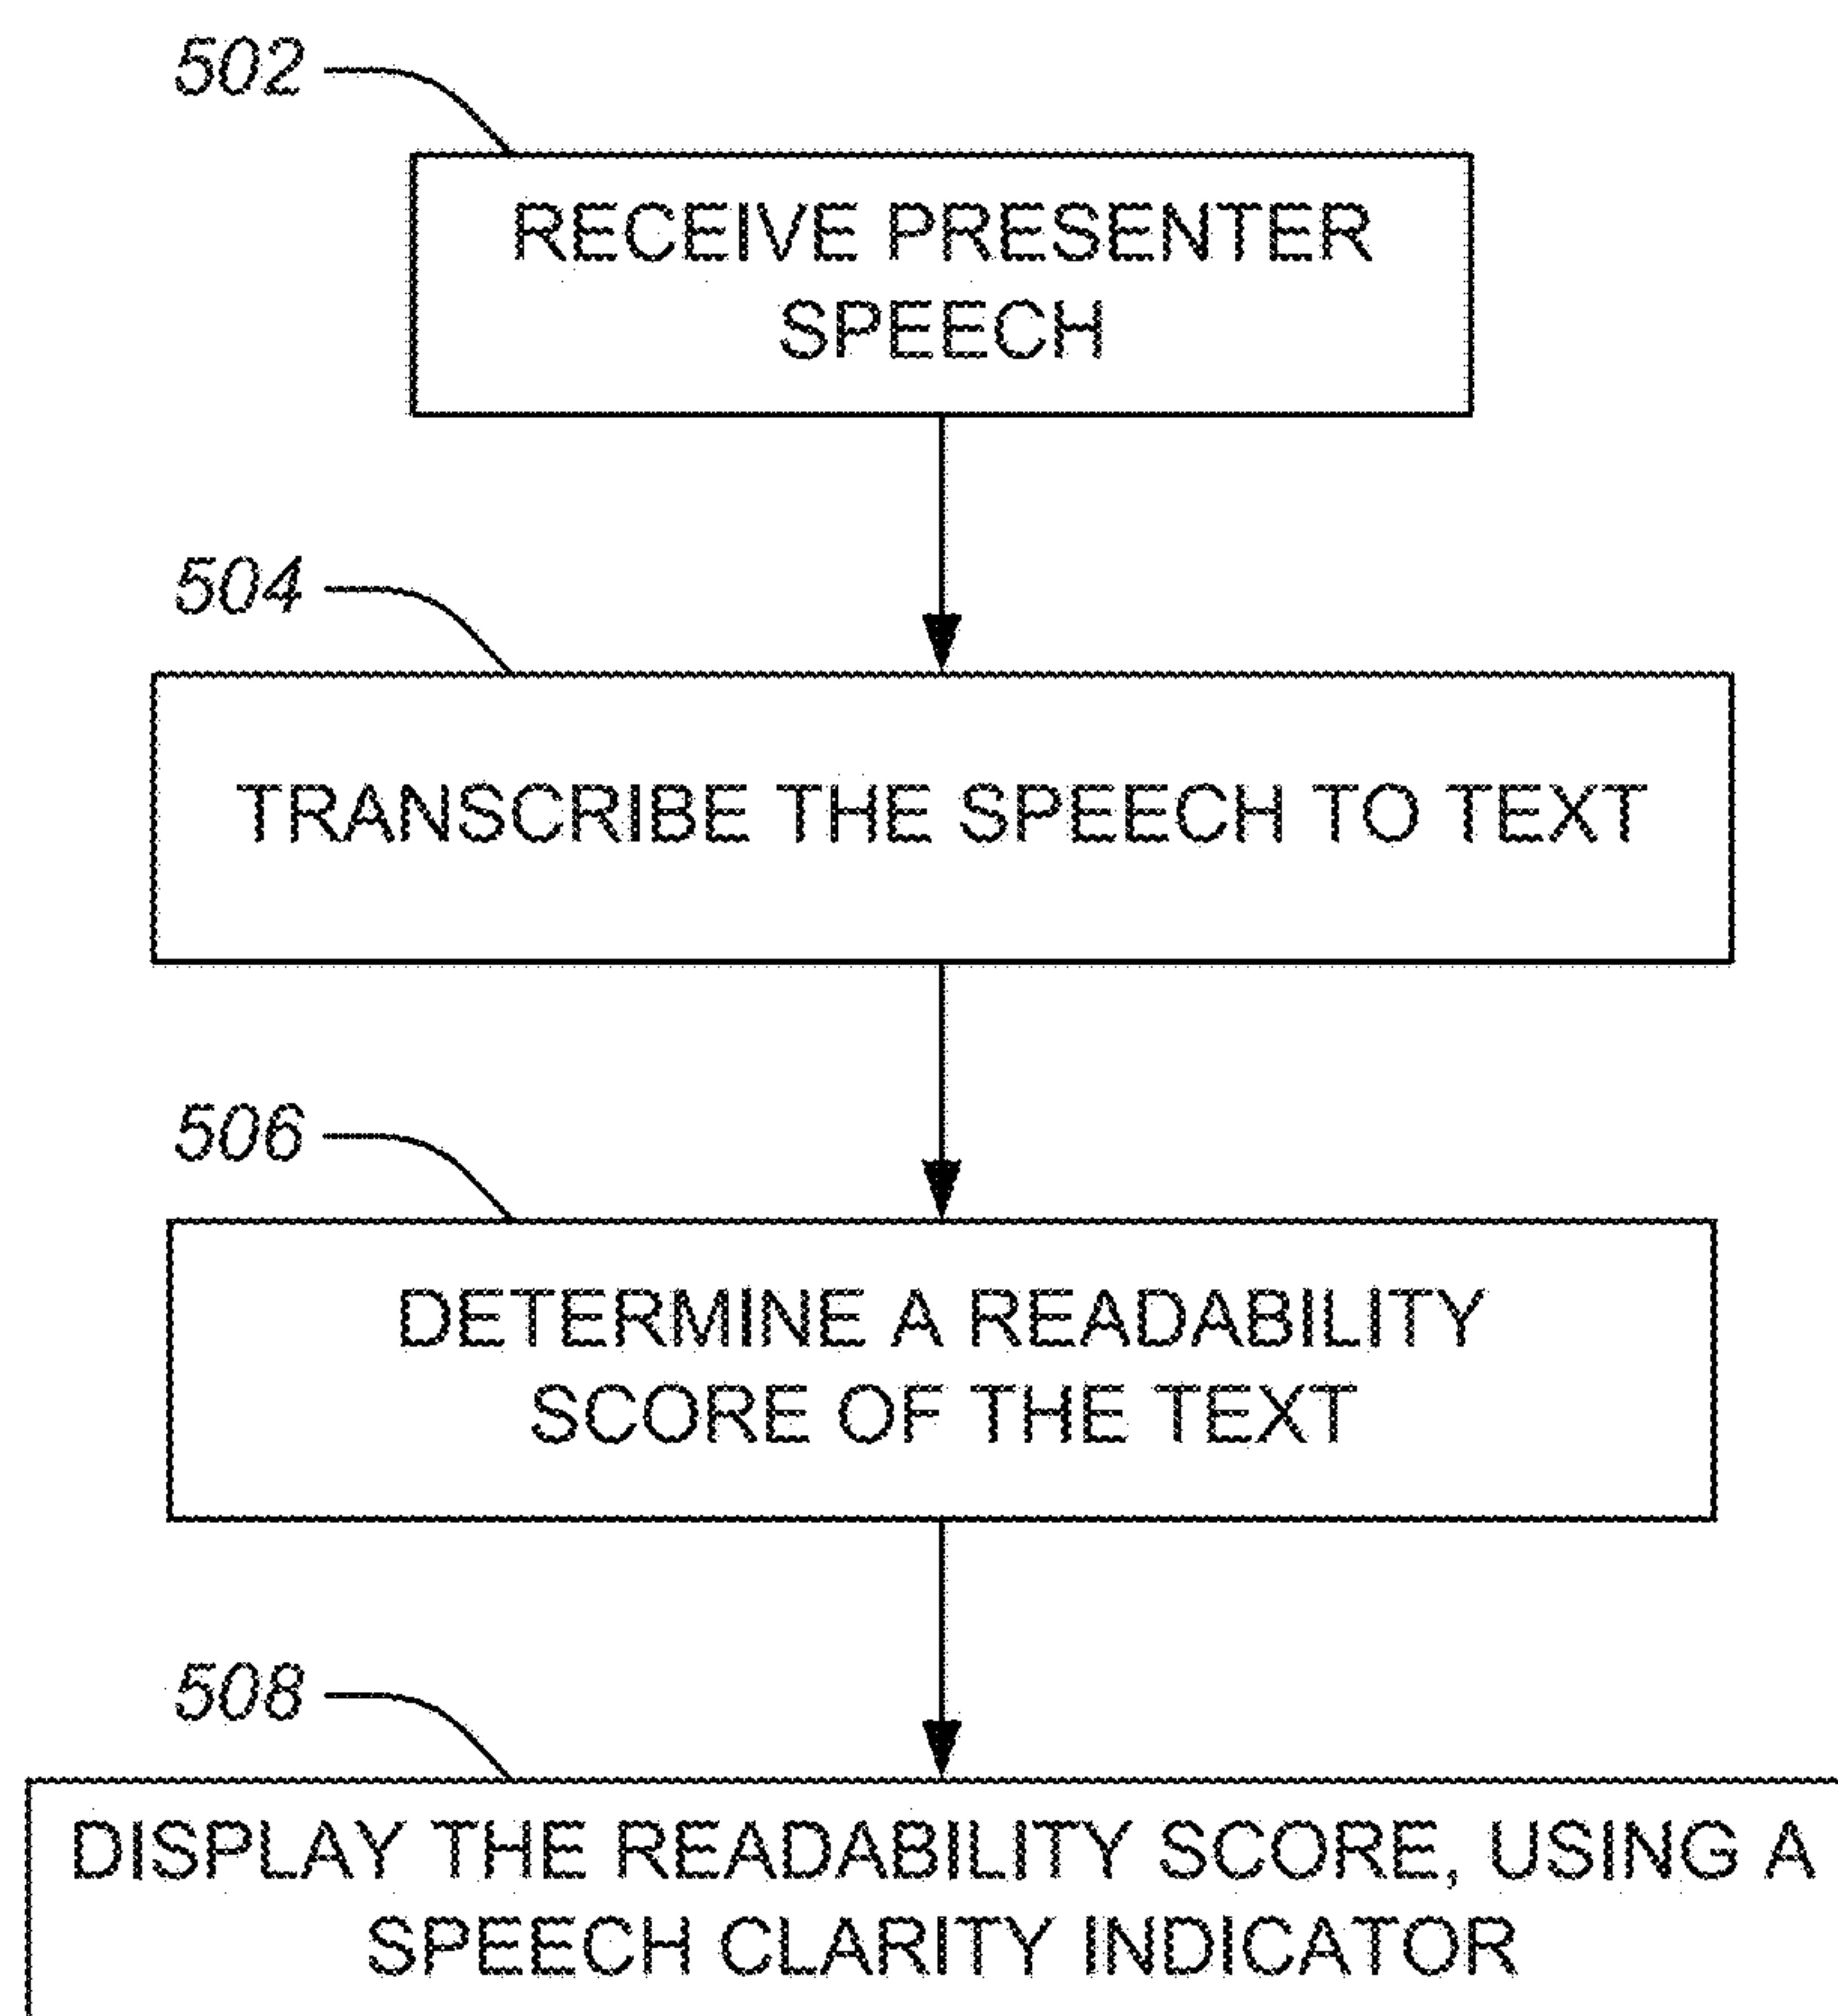 502
RECEIVE PRESENTER
SPEECH
504
TRANSCRIBE THE SPEECH TO TEXT
506
DETERMINE A READABILITY
SCORE OF THE TEXT
508
DISPLAY THE READABILITY SCORE, USING A
SPEECH CLARITY INDICATOR